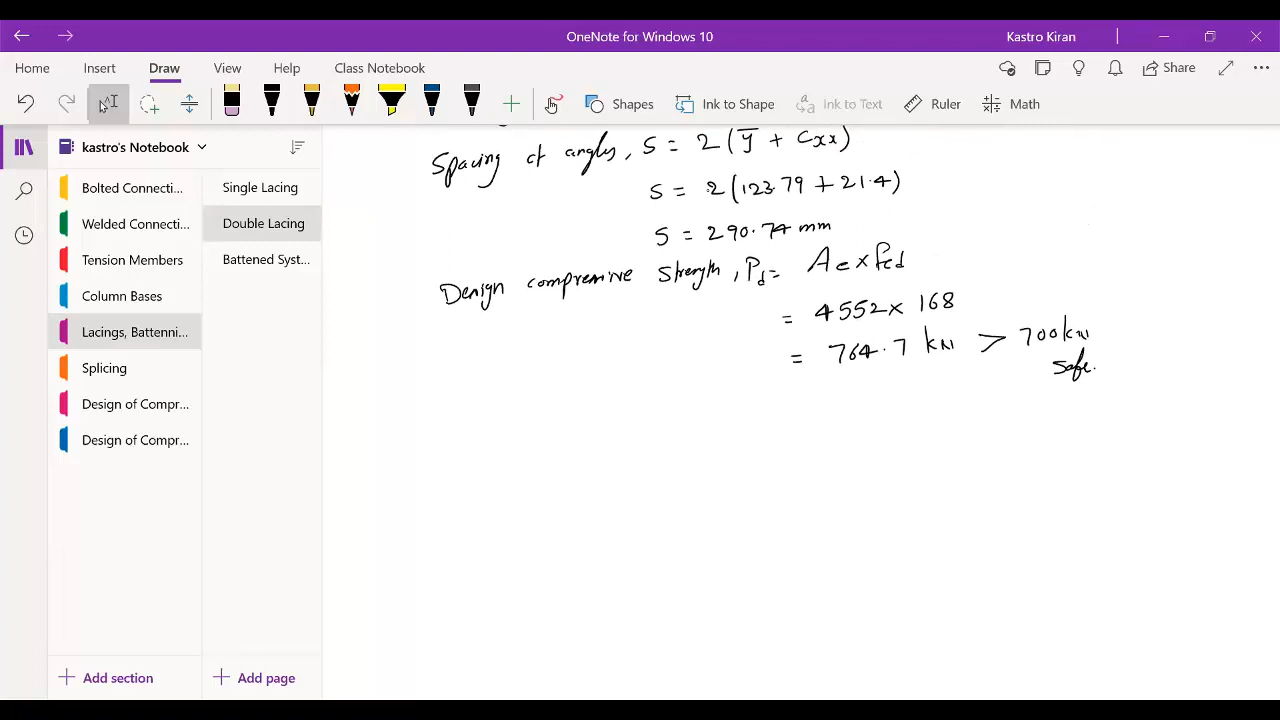 OneNote for Windows 10
Kastro Kiran
Home Insert Draw View Help Class Notebook Share
Shapes Ink to Shape Ink to Text Ruler Math
kastro's Notebook
Bolted Connecti...
Welded Connecti...
Tension Members
Column Bases
Lacings, Battenni...
Splicing
Design of Compr...
Design of Compr...
Add section
Single Lacing
Double Lacing
Battened Syst...
Add page
Spacing of angles, S = 2(ȳ + Cxx)
S = 2(123.79 + 21.4)
S = 290.74 mm
Design compressive strength, Pd = Ae x fcd
= 4552 x 168
= 764.7 kN > 700 kN
Safe.